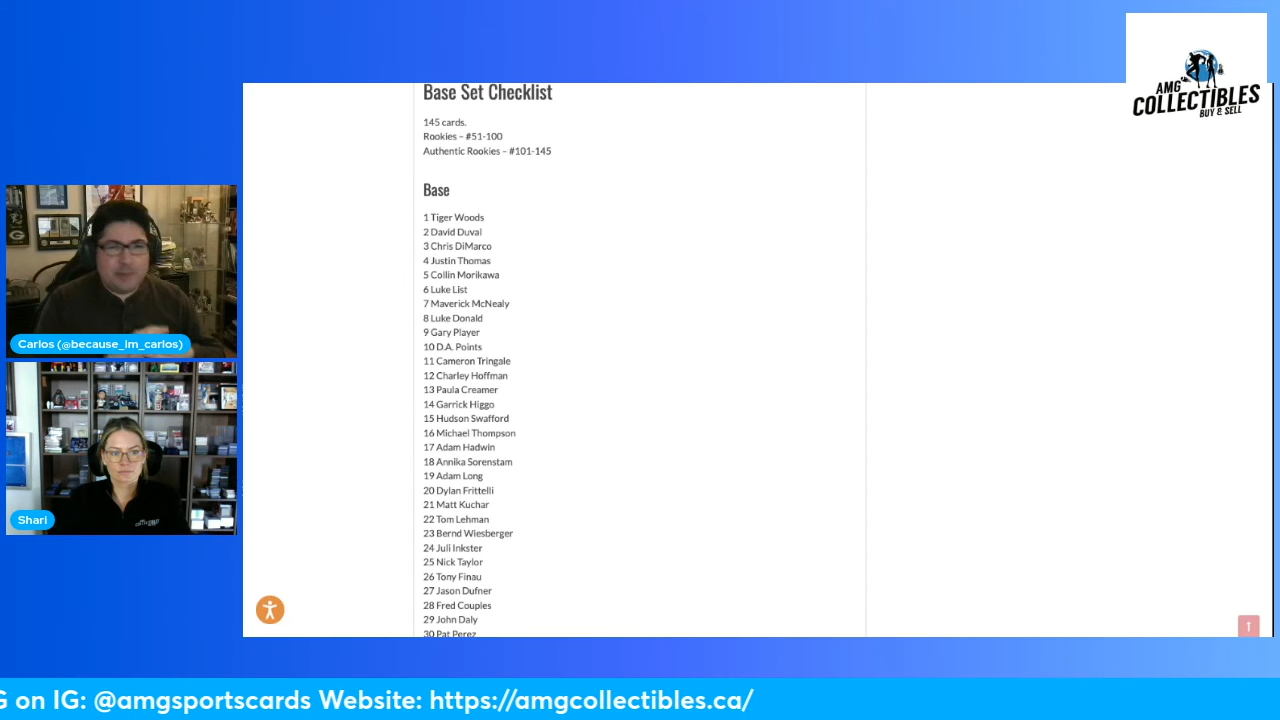 AMG
COLLECTIBLES
BUY & SELL
Base Set Checklist
145 cards.
Rookies – #51-100
Authentic Rookies – #101-145
Base
1 Tiger Woods
2 David Duval
3 Chris DiMarco
4 Justin Thomas
5 Collin Morikawa
6 Luke List
7 Maverick McNealy
8 Luke Donald
9 Gary Player
10 D.A. Points
11 Cameron Tringale
12 Charley Hoffman
13 Paula Creamer
14 Garrick Higgo
15 Hudson Swafford
16 Michael Thompson
17 Adam Hadwin
18 Annika Sorenstam
19 Adam Long
20 Dylan Frittelli
21 Matt Kuchar
22 Tom Lehman
23 Bernd Wiesberger
24 Juli Inkster
25 Nick Taylor
26 Tony Finau
27 Jason Dufner
28 Fred Couples
29 John Daly
30 Pat Perez
Carlos (@because_Im_carlos)
Shari
G on IG: @amgsportscards Website: https://amgcollectibles.ca/